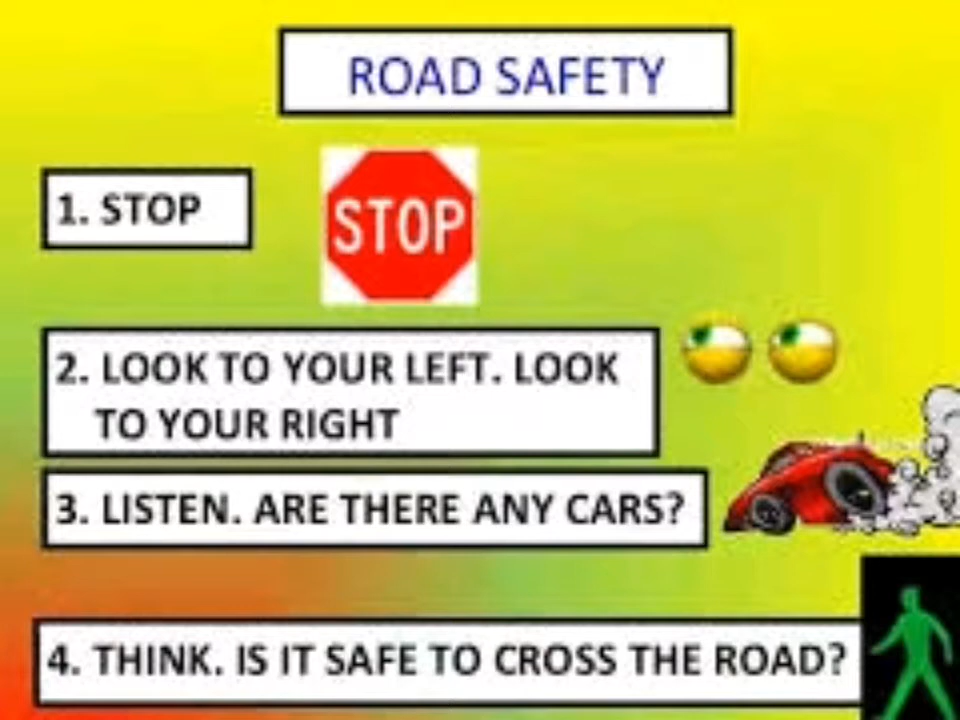 ROAD SAFETY
1. STOP
STOP
2. LOOK TO YOUR LEFT. LOOK
TO YOUR RIGHT
3. LISTEN. ARE THERE ANY CARS?
4. THINK. IS IT SAFE TO CROSS THE ROAD?